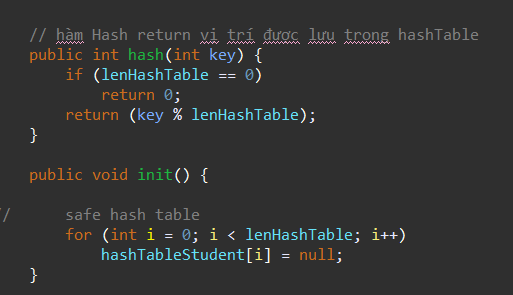 // hàm Hash return vị trí được lưu trong hashTable
public int hash(int key) {
if (lenHashTable == 0)
return 0;
return (key % lenHashTable);
}
public void init() {
// safe hash table
for (int i = 0; i < lenHashTable; i++)
hashTableStudent[i] = null;
}